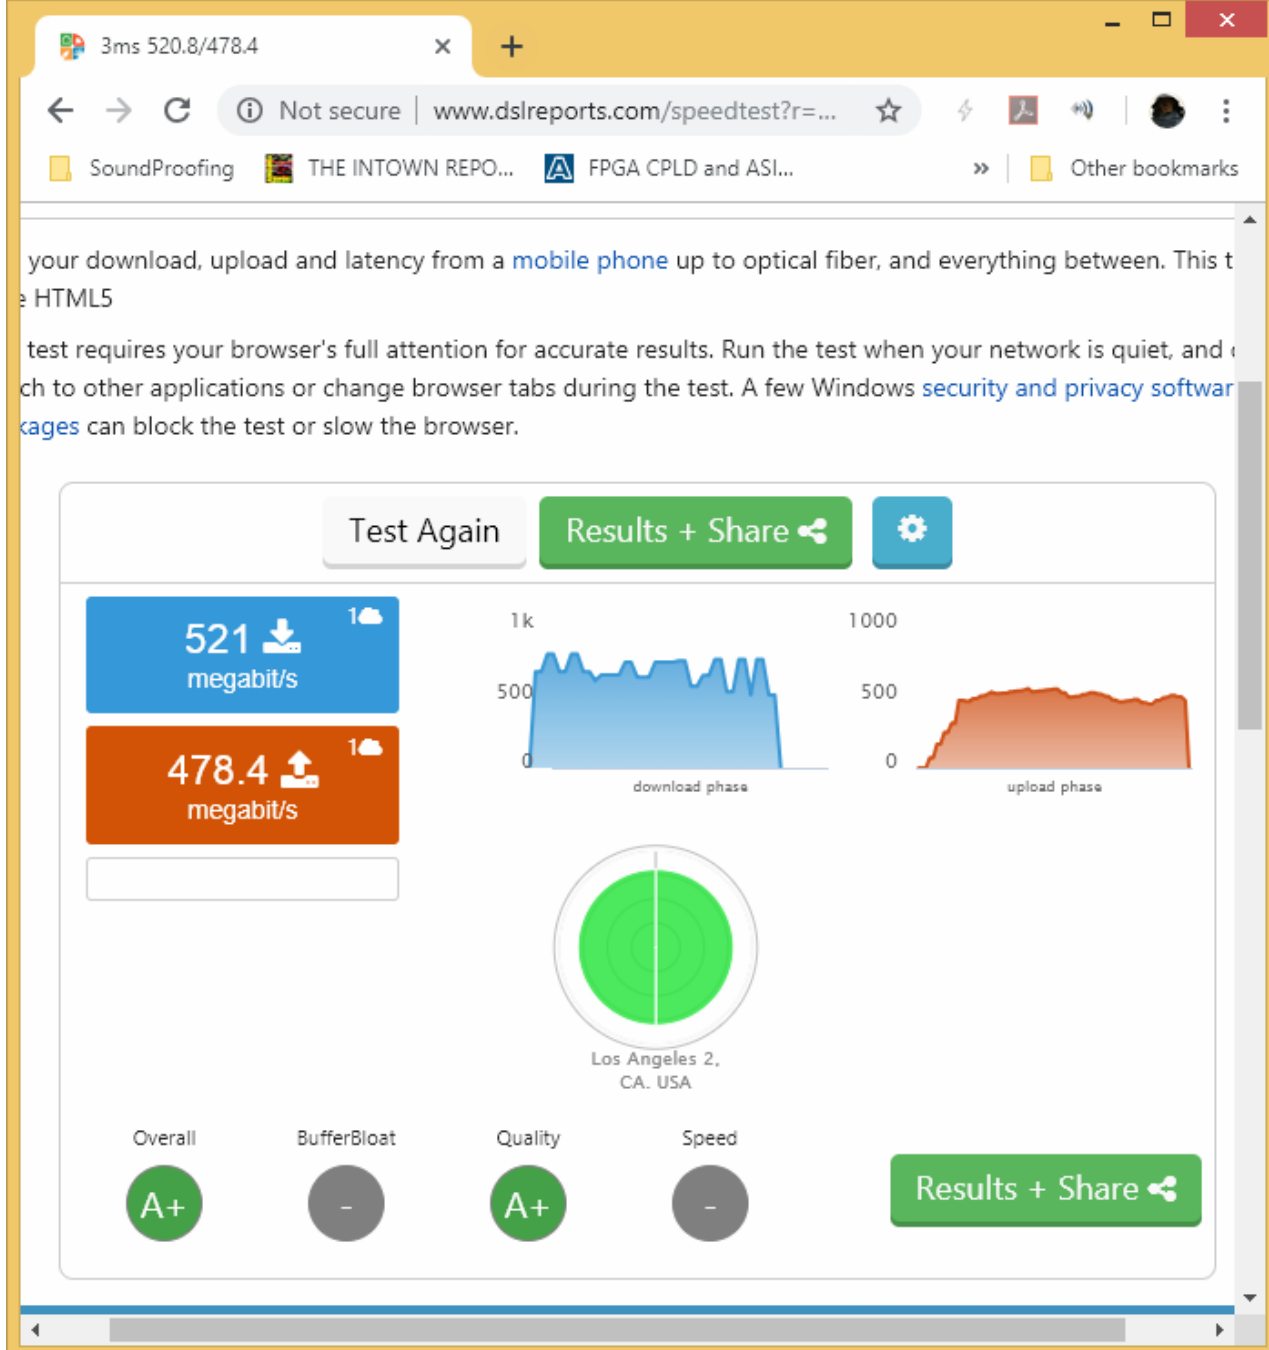 3ms 520.8/478.4
Not secure www.dslreports.com/speedtest?r=...
SoundProofing THE INTOWN REPO... FPGA CPLD and ASI... » Other bookmarks
your download, upload and latency from a mobile phone up to optical fiber, and everything between. This t
e HTML5
test requires your browser's full attention for accurate results. Run the test when your network is quiet, and
ch to other applications or change browser tabs during the test. A few Windows security and privacy softwar
kages can block the test or slow the browser.
Test Again Results + Share
521 1
megabit/s
478.4 1
megabit/s
1k
500
0
download phase
1000
500
0
upload phase
Los Angeles 2,
CA. USA
Overall BufferBloat Quality Speed
A+ - A+ -
Results + Share